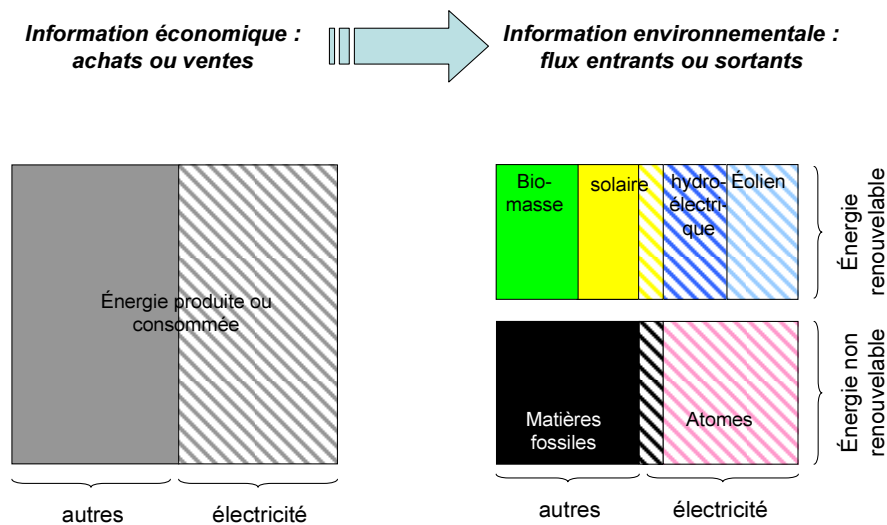 Information économique :
achats ou ventes
Information environnementale :
flux entrants ou sortants
Énergie produite ou
consommée
autres
électricité
Bio-
masse
solaire
hydro-
électri-
que
Éolien
Énergie
renouvelable
Matières
fossiles
Atomes
Énergie non
renouvelable
autres
électricité